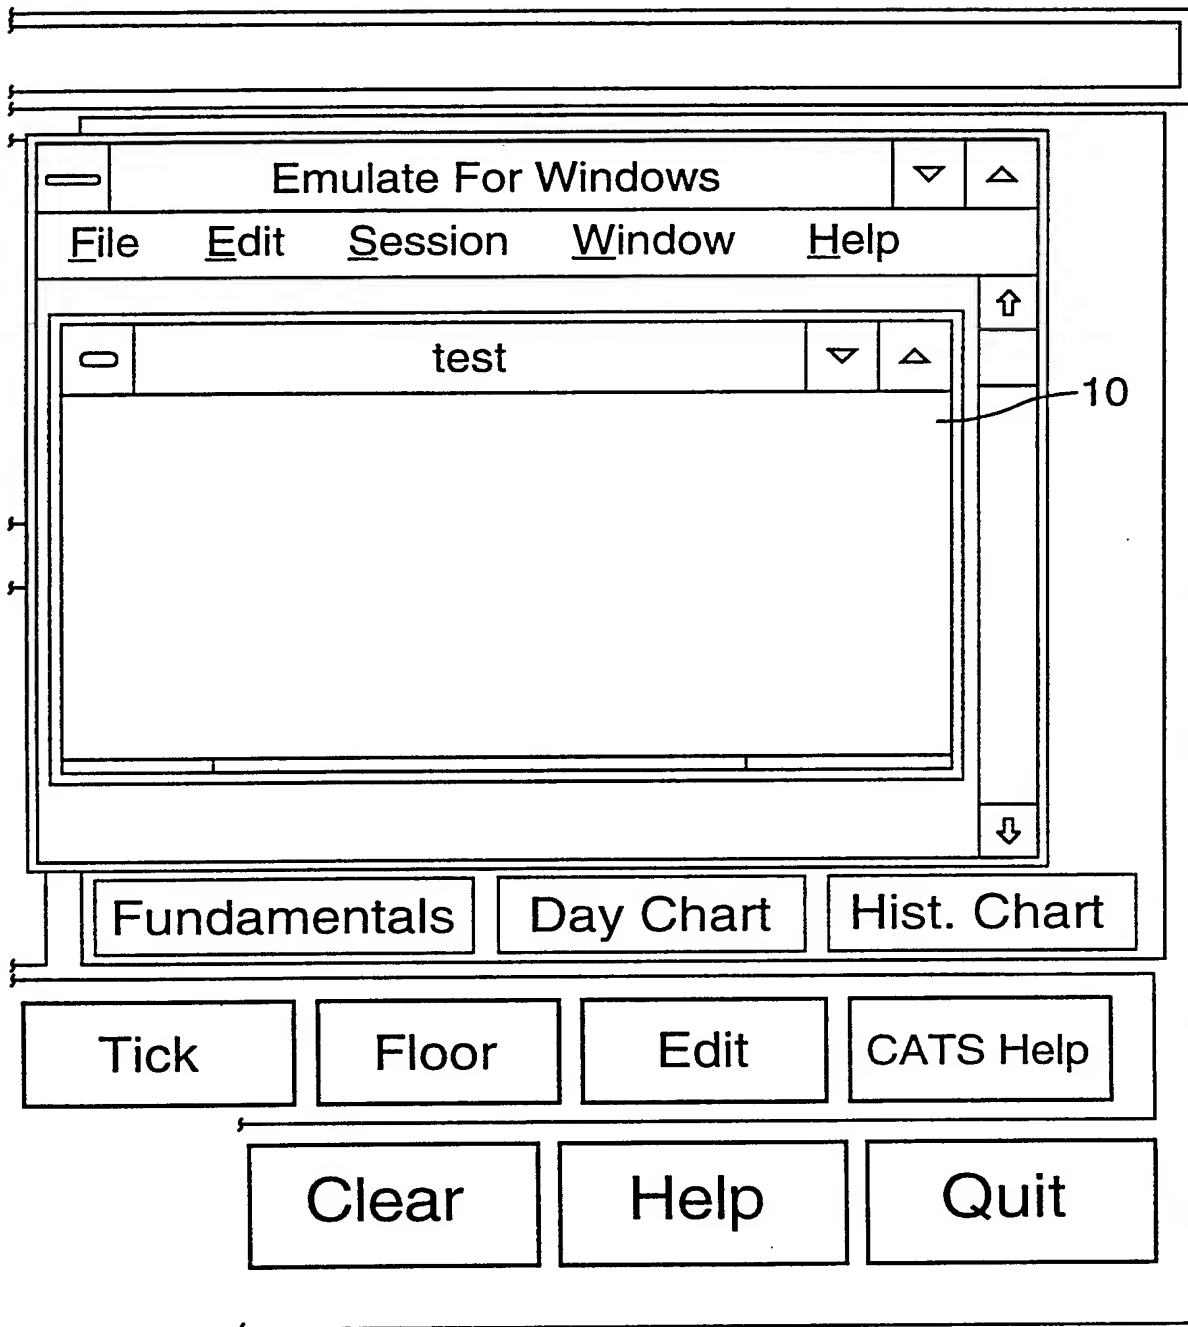 Emulate For Windows
File Edit Session Window Help
test
10
Fundamentals Day Chart Hist. Chart
Tick Floor Edit CATS Help
Clear Help Quit